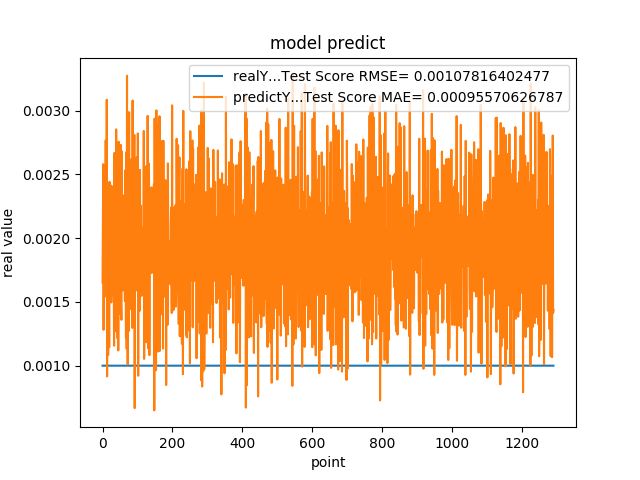 model predict
realY...Test Score RMSE= 0.00107816402477
predictY...Test Score MAE= 0.00095570626787
0.0030
0.0025
0.0020
0.0015
0.0010
real value
0 200 400 600 800 1000 1200
point